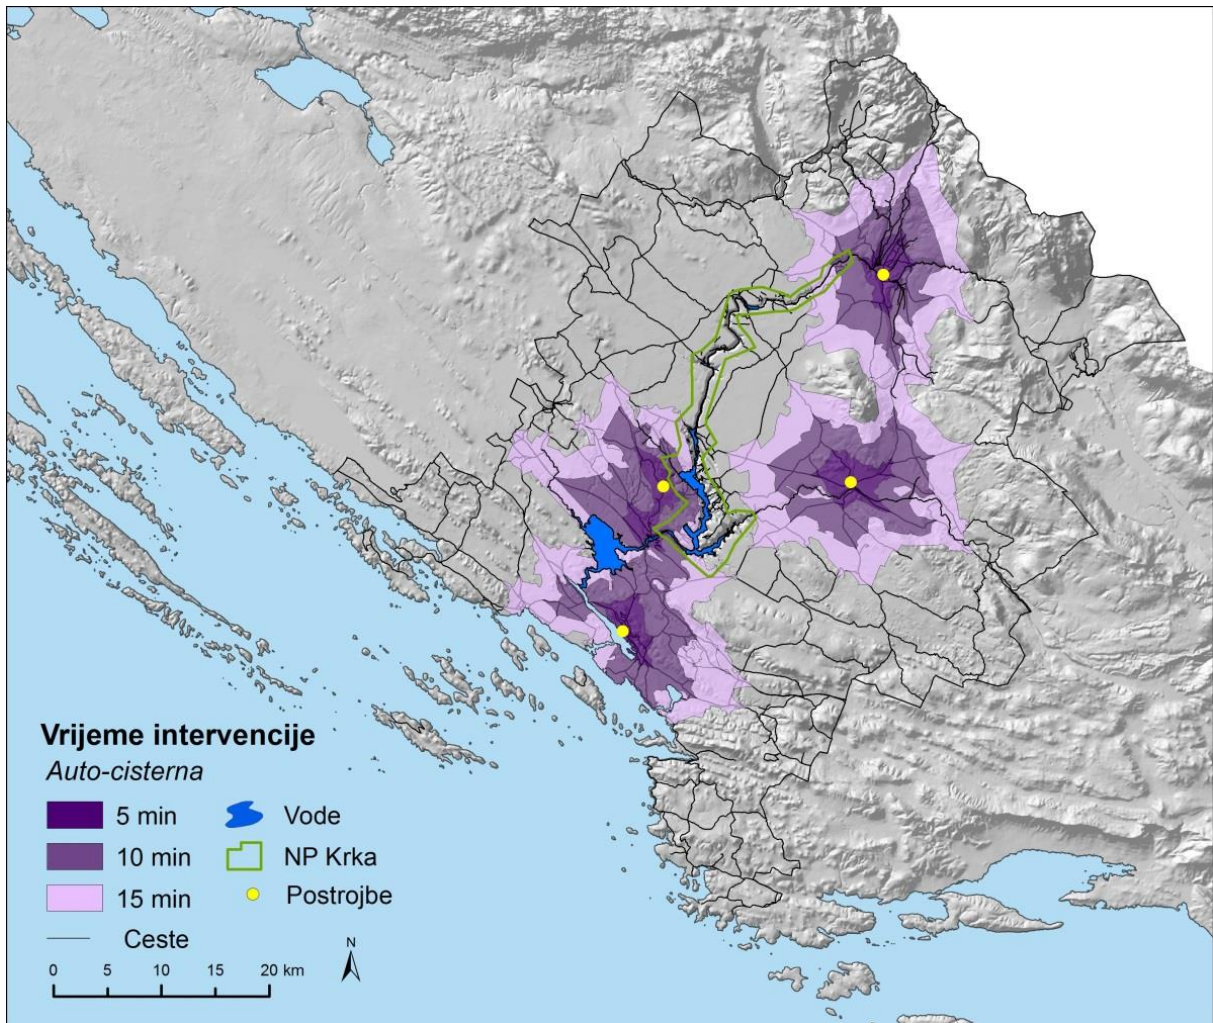 Vrijeme intervencije
Auto-cisterna
5 min
Vode
10 min
NP Krka
15 min
Postrojbe
Ceste
N
0 5 10 15 20 km